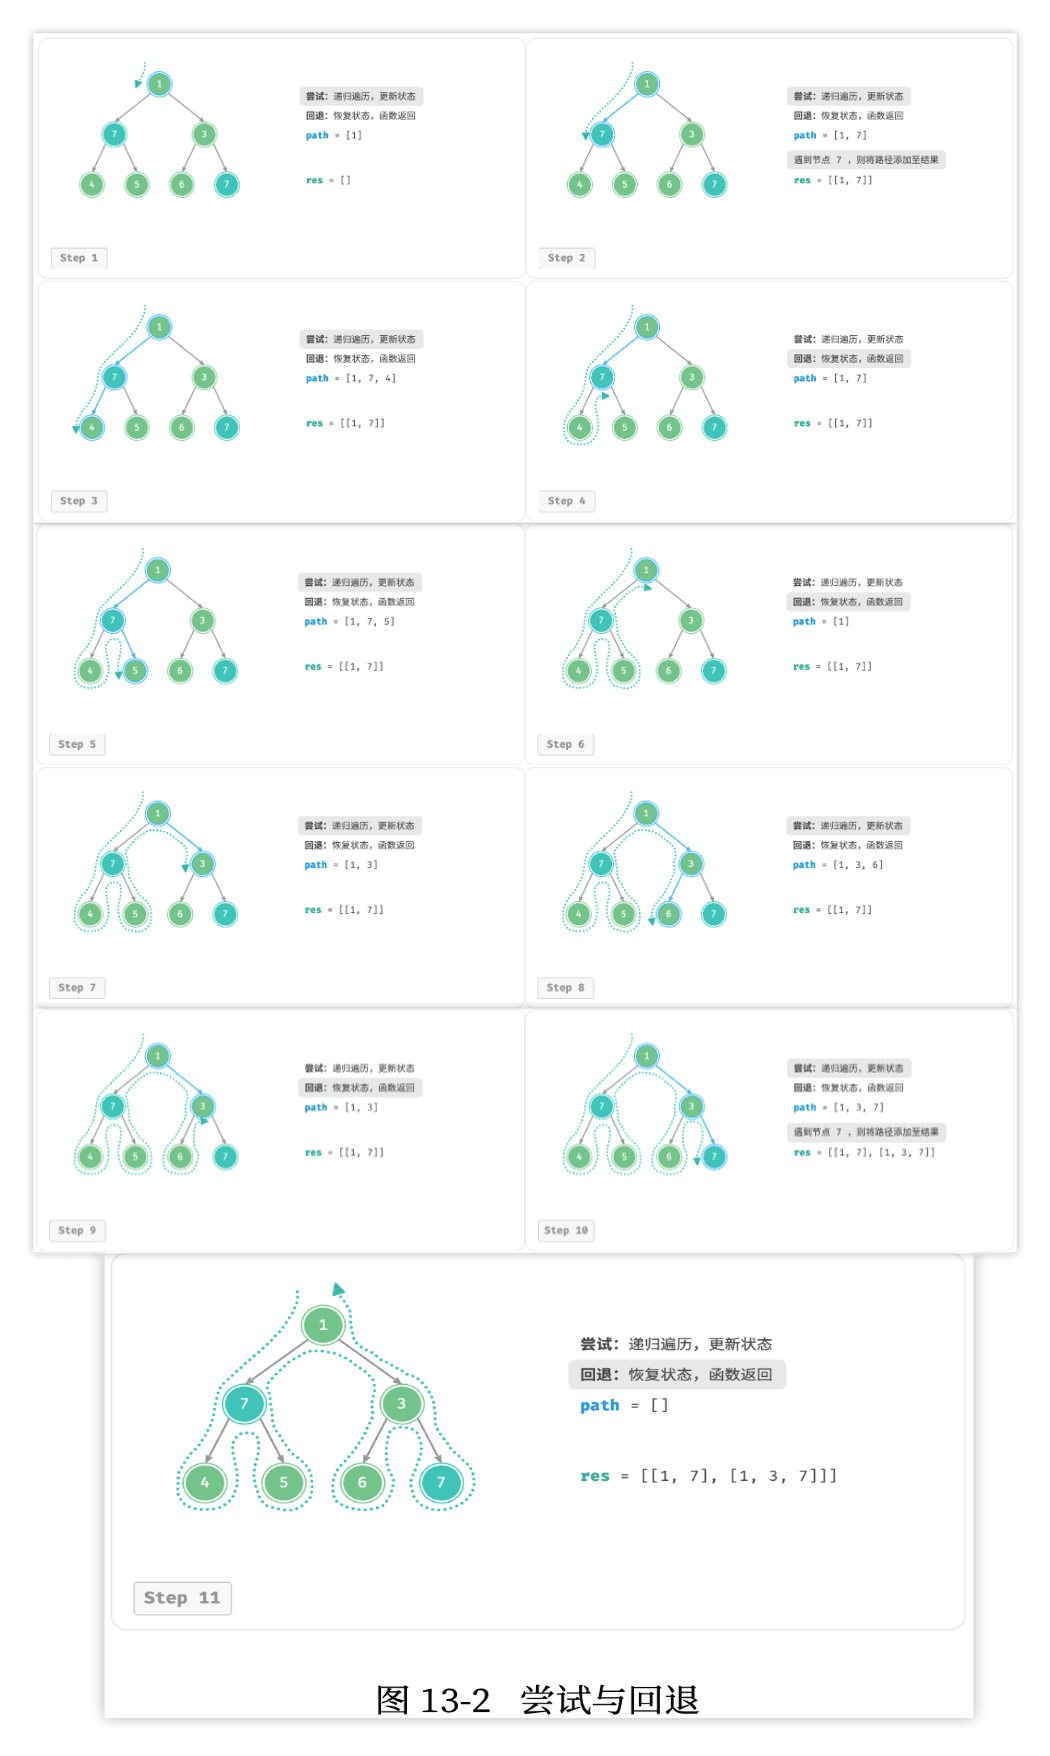 1
7 3
4 5 6 7
尝试：递归遍历，更新状态
回退：恢复状态，函数返回
path = [1]
res = []
Step 1
1
7 3
4 5 6 7
尝试：递归遍历，更新状态
回退：恢复状态，函数返回
path = [1, 7]
遇到节点 7 ，则将路径添加至结果
res = [[1, 7]]
Step 2
1
7 3
4 5 6 7
尝试：递归遍历，更新状态
回退：恢复状态，函数返回
path = [1, 7, 4]
res = [[1, 7]]
Step 3
1
7 3
4 5 6 7
尝试：递归遍历，更新状态
回退：恢复状态，函数返回
path = [1, 7]
res = [[1, 7]]
Step 4
1
7 3
4 5 6 7
尝试：递归遍历，更新状态
回退：恢复状态，函数返回
path = [1, 7, 5]
res = [[1, 7]]
Step 5
1
7 3
4 5 6 7
尝试：递归遍历，更新状态
回退：恢复状态，函数返回
path = [1]
res = [[1, 7]]
Step 6
1
7 3
4 5 6 7
尝试：递归遍历，更新状态
回退：恢复状态，函数返回
path = [1, 3]
res = [[1, 7]]
Step 7
1
7 3
4 5 6 7
尝试：递归遍历，更新状态
回退：恢复状态，函数返回
path = [1, 3, 6]
res = [[1, 7]]
Step 8
1
7 3
4 5 6 7
尝试：递归遍历，更新状态
回退：恢复状态，函数返回
path = [1, 3]
res = [[1, 7]]
Step 9
1
7 3
4 5 6 7
尝试：递归遍历，更新状态
回退：恢复状态，函数返回
path = [1, 3, 7]
遇到节点 7 ，则将路径添加至结果
res = [[1, 7], [1, 3, 7]]
Step 10
1
7 3
4 5 6 7
尝试：递归遍历，更新状态
回退：恢复状态，函数返回
path = []
res = [[1, 7], [1, 3, 7]]]
Step 11
图 13-2 尝试与回退